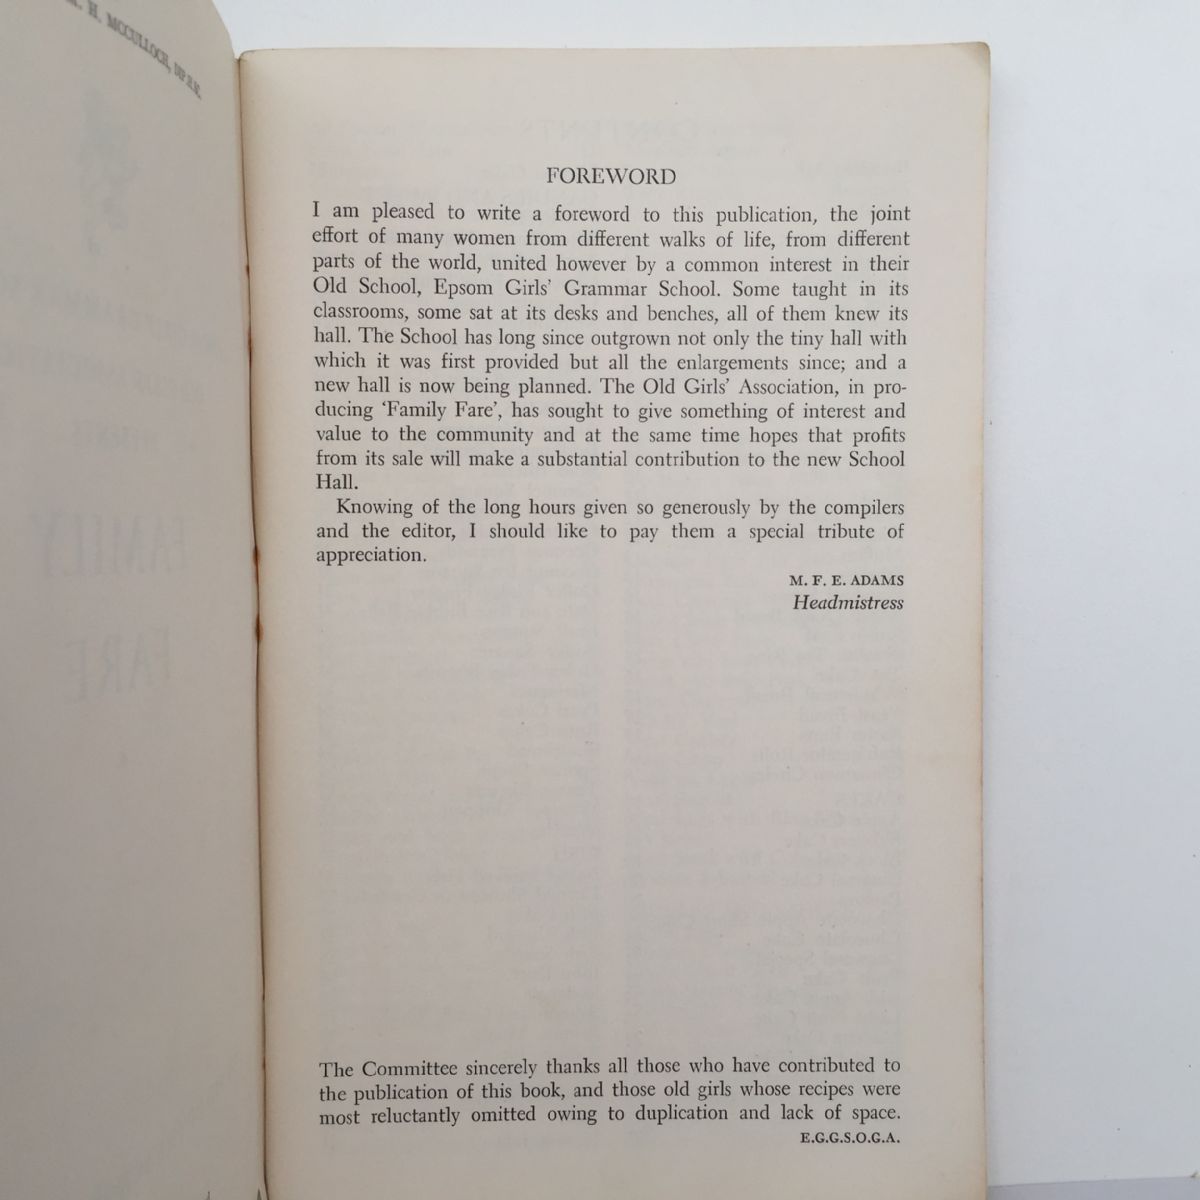 H. MCCULLOCH, DIP.H.SC.
FOREWORD
I am pleased to write a foreword to this publication, the joint
effort of many women from different walks of life, from different
parts of the world, united however by a common interest in their
Old School, Epsom Girls' Grammar School. Some taught in its
classrooms, some sat at its desks and benches, all of them knew its
hall. The School has long since outgrown not only the tiny hall with
which it was first provided but all the enlargements since; and a
new hall is now being planned. The Old Girls' Association, in pro-
ducing 'Family Fare', has sought to give something of interest and
value to the community and at the same time hopes that profits
from its sale will make a substantial contribution to the new School
Hall.
Knowing of the long hours given so generously by the compilers
and the editor, I should like to pay them a special tribute of
appreciation.
M. F. E. ADAMS
Headmistress
The Committee sincerely thanks all those who have contributed to
the publication of this book, and those old girls whose recipes were
most reluctantly omitted owing to duplication and lack of space.
E.G.G.S.O.G.A.